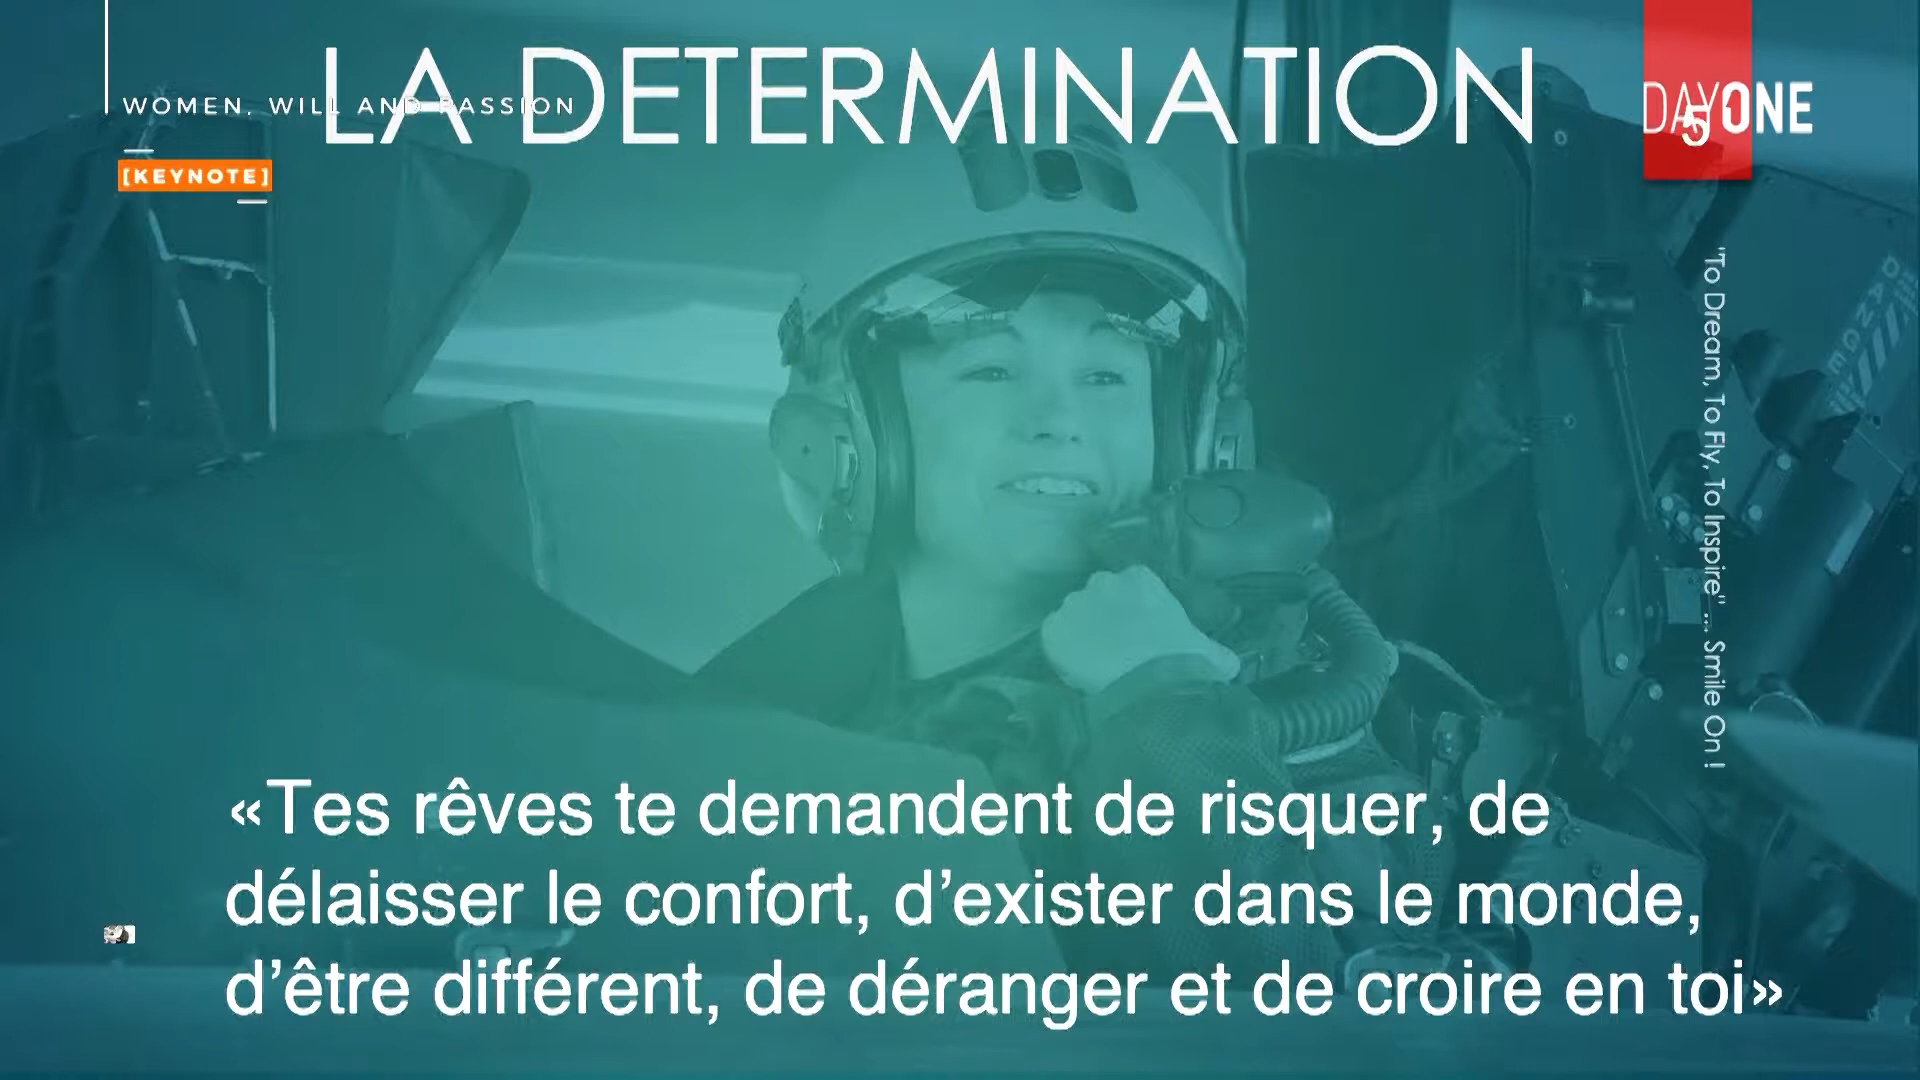 LA DETERMINATION
WOMEN. WILL AND PASSION
[KEYNOTE]
DAYONE
5
"To Dream, To Fly, To Inspire" ... Smile On !
DANGER
«Tes rêves te demandent de risquer, de
délaisser le confort, d’exister dans le monde,
d’être différent, de déranger et de croire en toi»